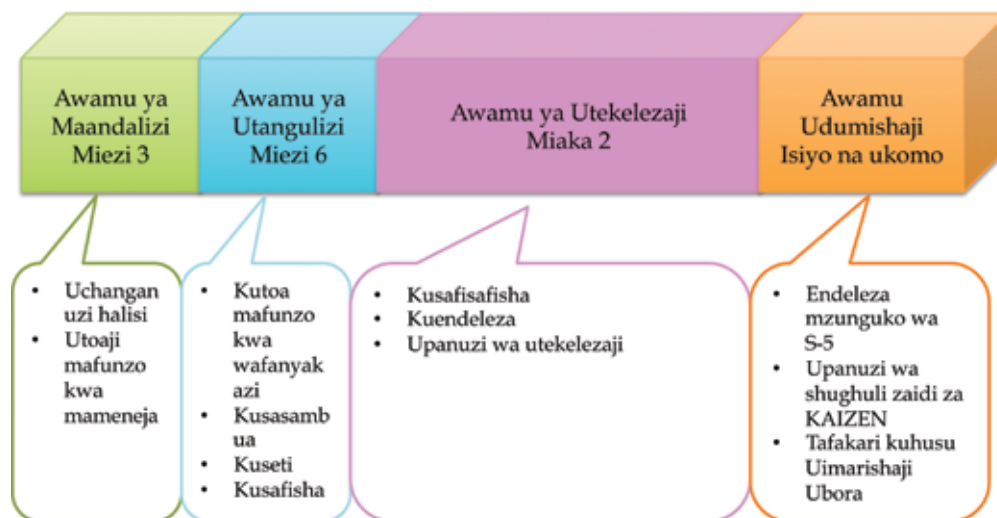 Awamu ya
Maandalizi
Miezi 3
Awamu ya
Utangulizi
Miezi 6
Awamu ya Utekelezaji
Miaka 2
Awamu
Udumishaji
Isiyo na ukomo
• Uchangan
uzi halisi
• Utoaji
mafunzo
kwa
mameneja
• Kutoa
mafunzo
kwa
wafanyak
azi
• Kusasamb
ua
• Kuseti
• Kusafisha
• Kusafisafisha
• Kuendeleza
• Upanuzi wa utekelezaji
• Endeleza
mzunguko wa
S-5
• Upanuzi wa
shughuli zaidi za
KAIZEN
• Tafakari kuhusu
Uimarishaji
Ubora